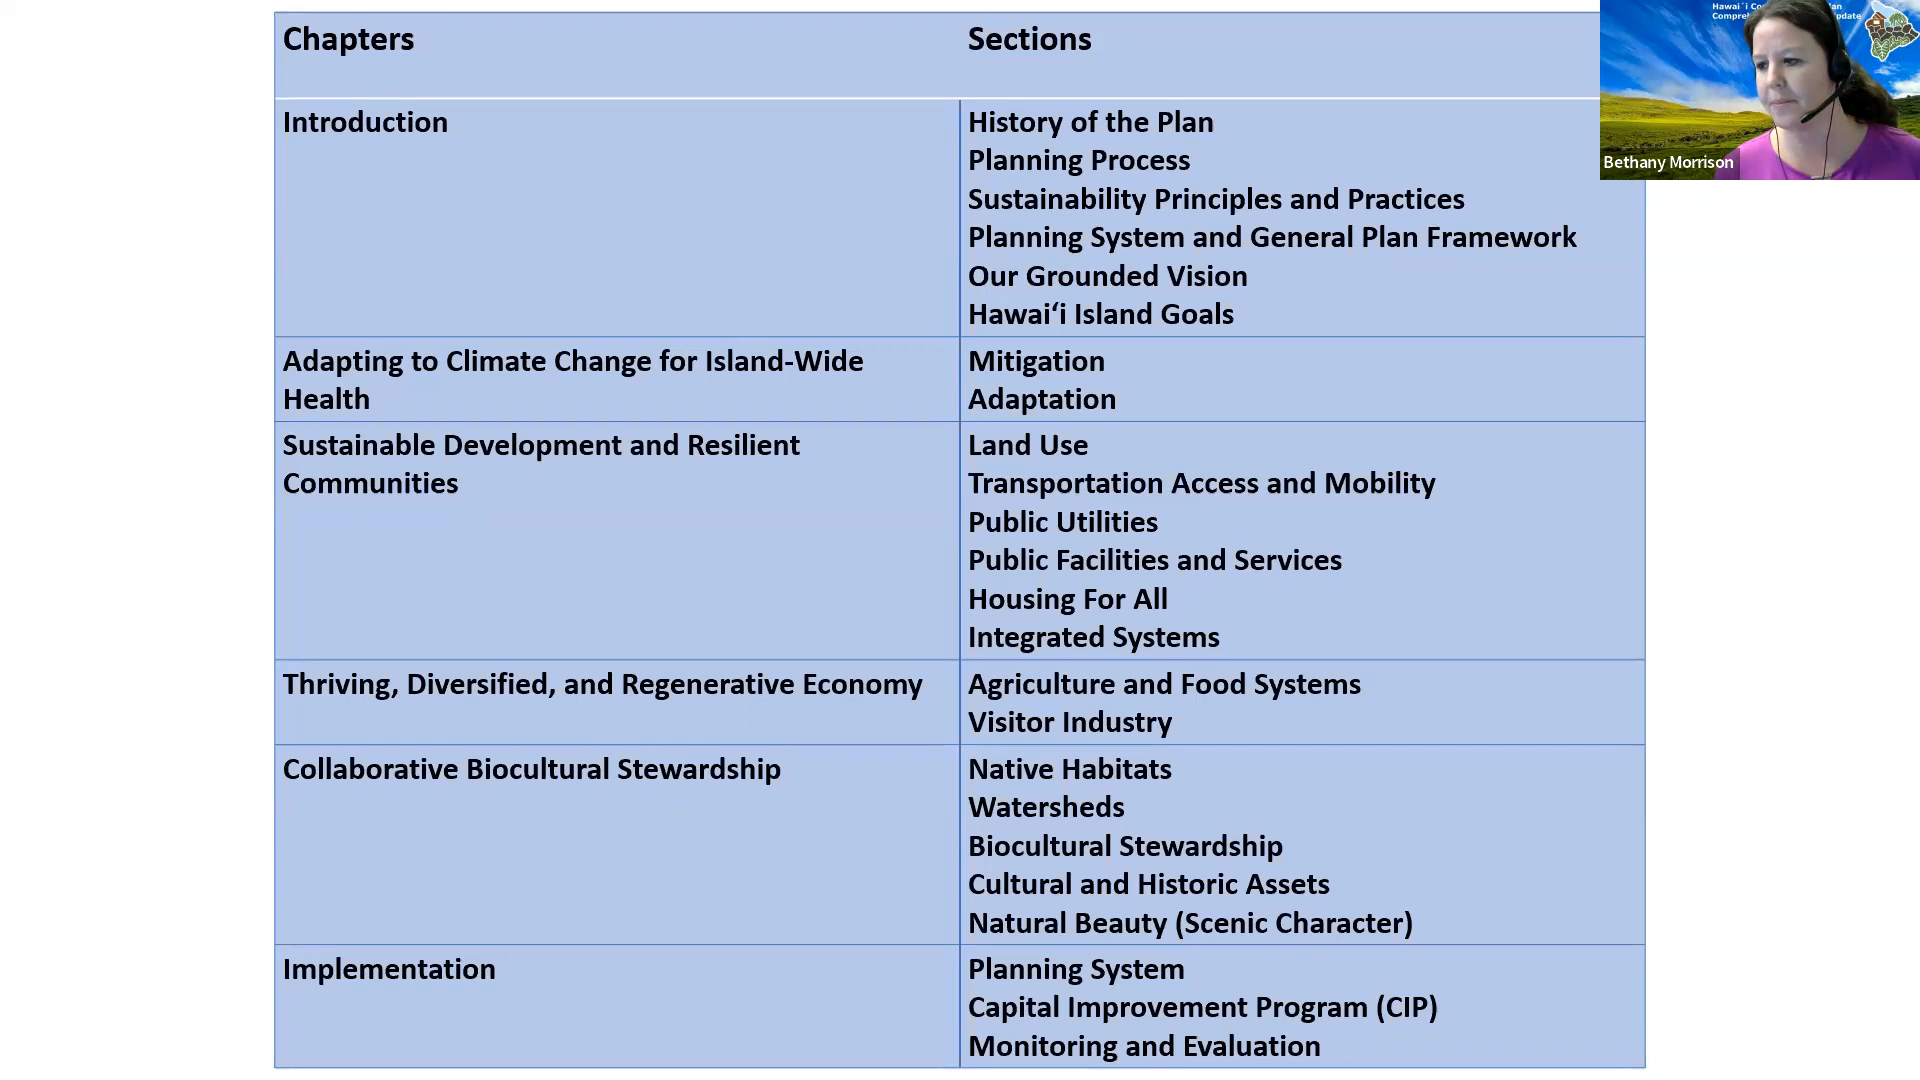 Chapters
Sections
Introduction
History of the Plan
Planning Process
Sustainability Principles and Practices
Planning System and General Plan Framework
Our Grounded Vision
Hawai‘i Island Goals
Adapting to Climate Change for Island-Wide
Health
Mitigation
Adaptation
Sustainable Development and Resilient
Communities
Land Use
Transportation Access and Mobility
Public Utilities
Public Facilities and Services
Housing For All
Integrated Systems
Thriving, Diversified, and Regenerative Economy
Agriculture and Food Systems
Visitor Industry
Collaborative Biocultural Stewardship
Native Habitats
Watersheds
Biocultural Stewardship
Cultural and Historic Assets
Natural Beauty (Scenic Character)
Implementation
Planning System
Capital Improvement Program (CIP)
Monitoring and Evaluation
Bethany Morrison